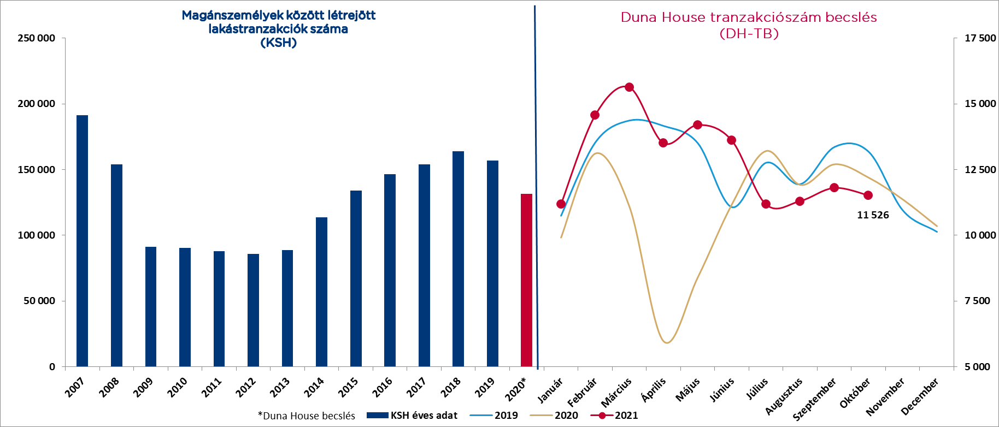 Magánszemélyek között létrejött
lakástranzakciók száma
(KSH)
Duna House tranzakciószám becslés
(DH-TB)
250 000
200 000
150 000
100 000
50 000
0
17 500
15 000
12 500
10 000
7 500
5 000
11 526
2007
2008
2009
2010
2011
2012
2013
2014
2015
2016
2017
2018
2019
2020*
Január
Február
Március
Április
Május
Június
Július
Augusztus
Szeptember
Október
November
December
*Duna House becslés
KSH éves adat
2019
2020
2021